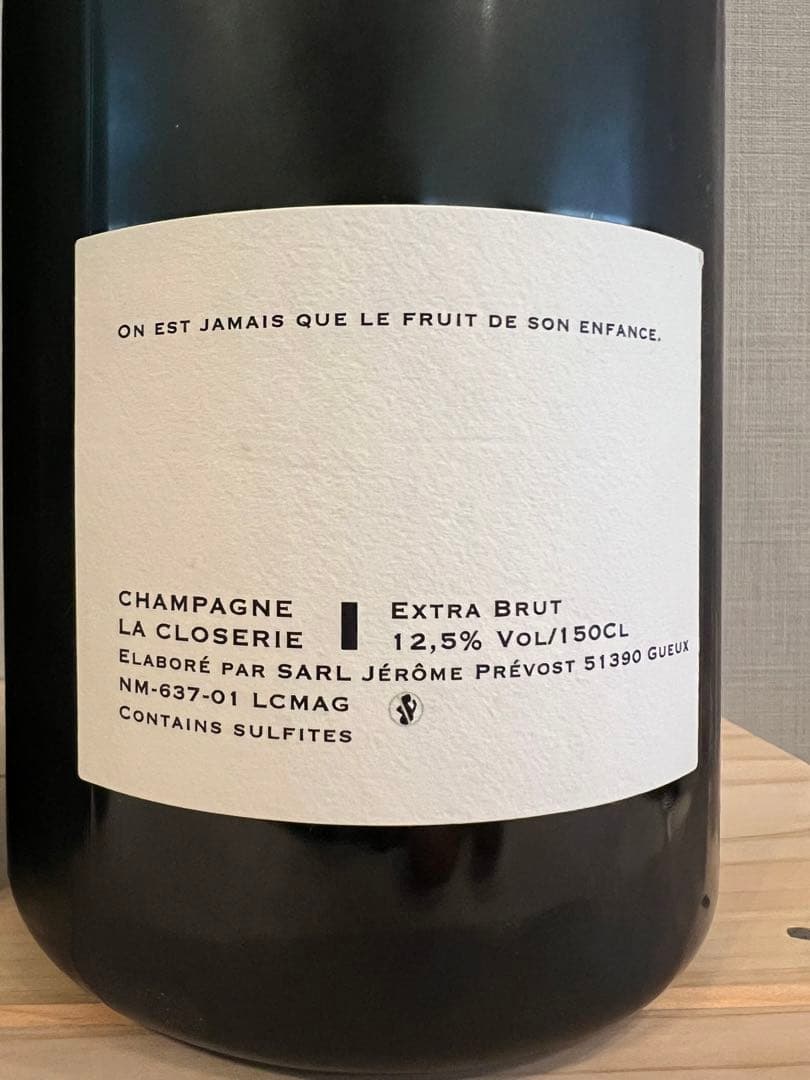 ON EST JAMAIS QUE LE FRUIT DE SON ENFANCE.
CHAMPAGNE
LA CLOSERIE
EXTRA BRUT
12,5% VOL/150CL
ELABORÉ PAR SARL JÉRÔME PRÉVOST 51390 GUEUX
NM-637-01 LCMAG
CONTAINS SULFITES